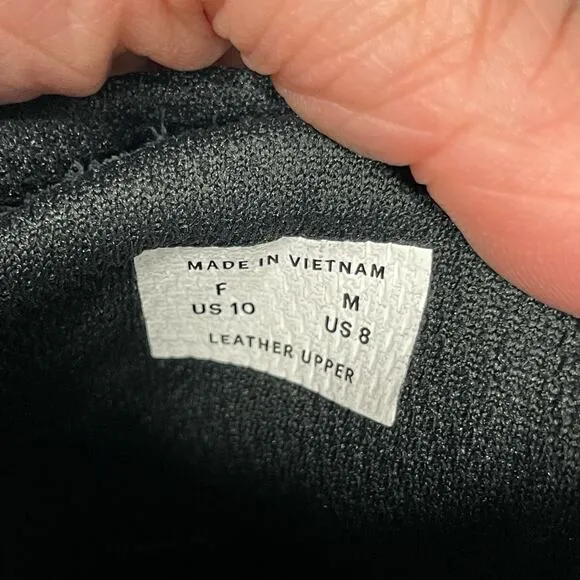 MADE IN VIETNAM
F M
US 10 US 8
LEATHER UPPER